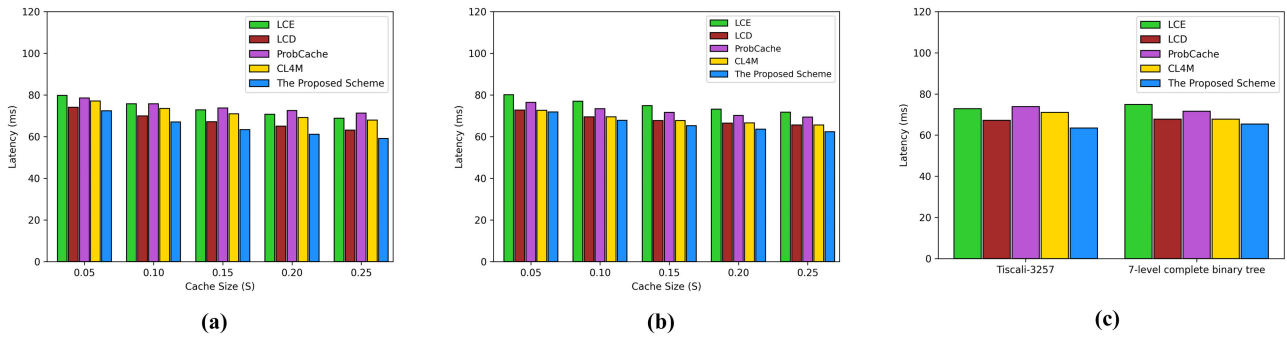 120
100
80
60
40
20
0
Latency (ms)
LCE
LCD
ProbCache
CL4M
The Proposed Scheme
0.05 0.10 0.15 0.20 0.25
Cache Size (S)
(a)
120
100
80
60
40
20
0
Latency (ms)
LCE
LCD
ProbCache
CL4M
The Proposed Scheme
0.05 0.10 0.15 0.20 0.25
Cache Size (S)
(b)
120
100
80
60
40
20
0
Latency (ms)
LCE
LCD
ProbCache
CL4M
The Proposed Scheme
Tiscali-3257 7-level complete binary tree
(c)